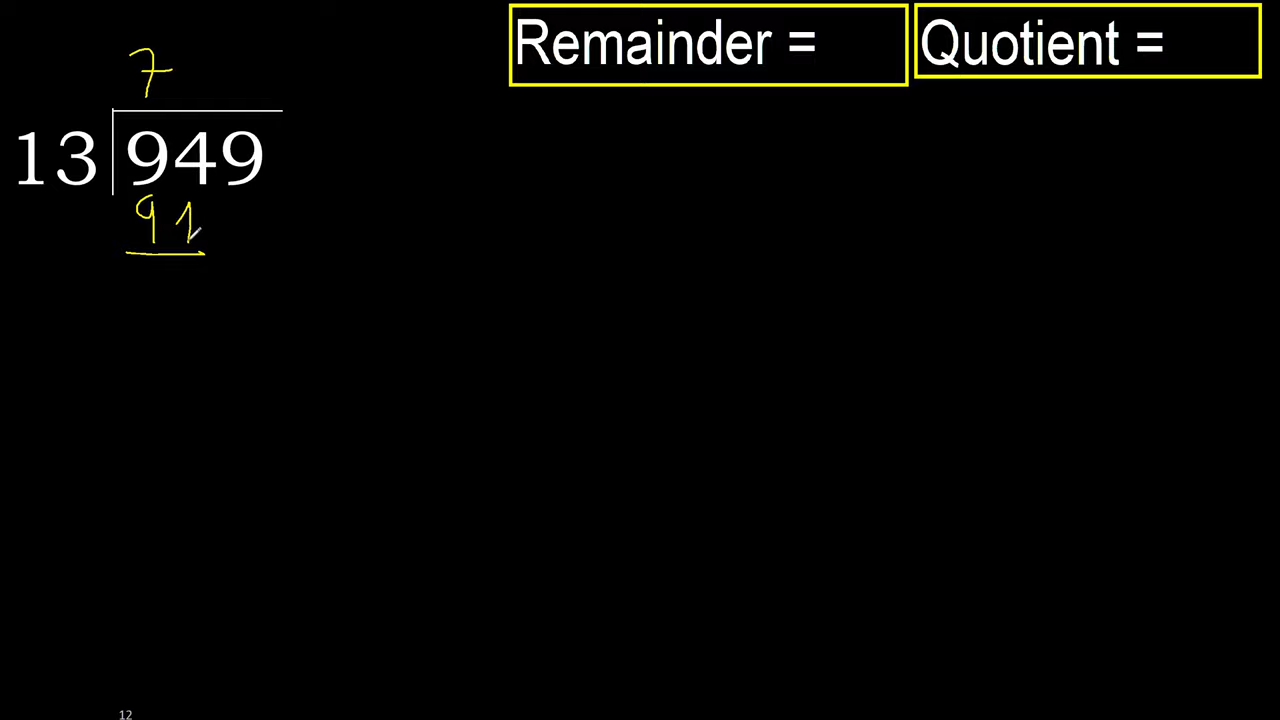 Remainder =
Quotient =
7
13 949
91
12